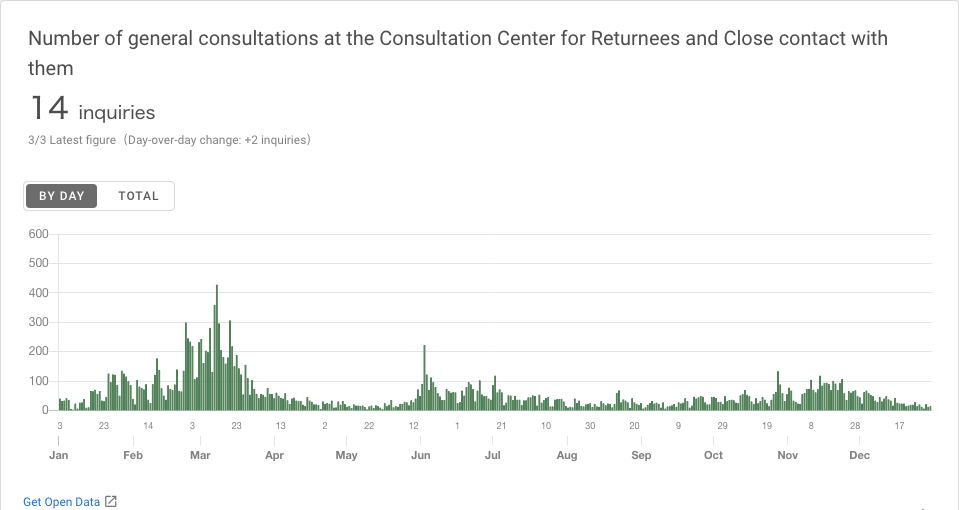 Number of general consultations at the Consultation Center for Returnees and Close contact with
them
14 inquiries
3/3 Latest figure (Day-over-day change: +2 inquiries)
BY DAY TOTAL
600
500
400
300
200
100
0
3 23 14 3 23 13 2 22 12 1 21 10 30 20 9 29 19 8 28 17
Jan Feb Mar Apr May Jun Jul Aug Sep Oct Nov Dec
Get Open Data